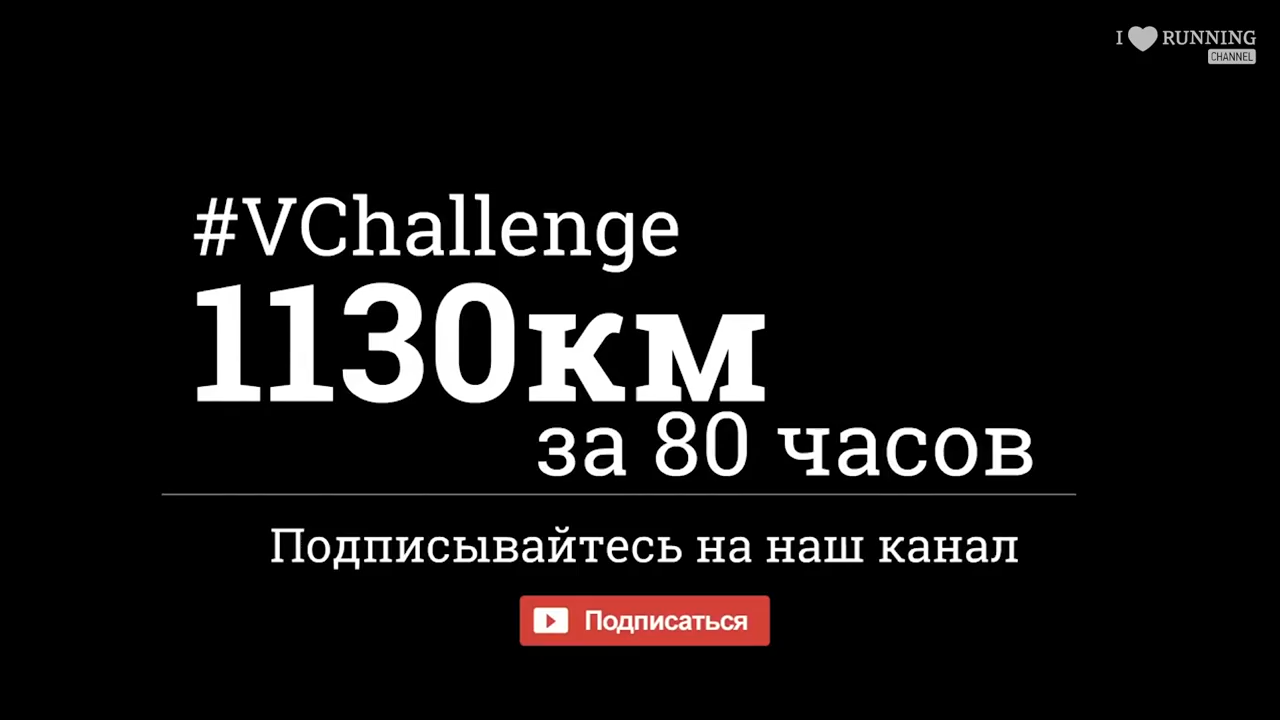 I RUNNING
CHANNEL
#VChallenge
1130км
за 80 часов
Подписывайтесь на наш канал
Подписаться